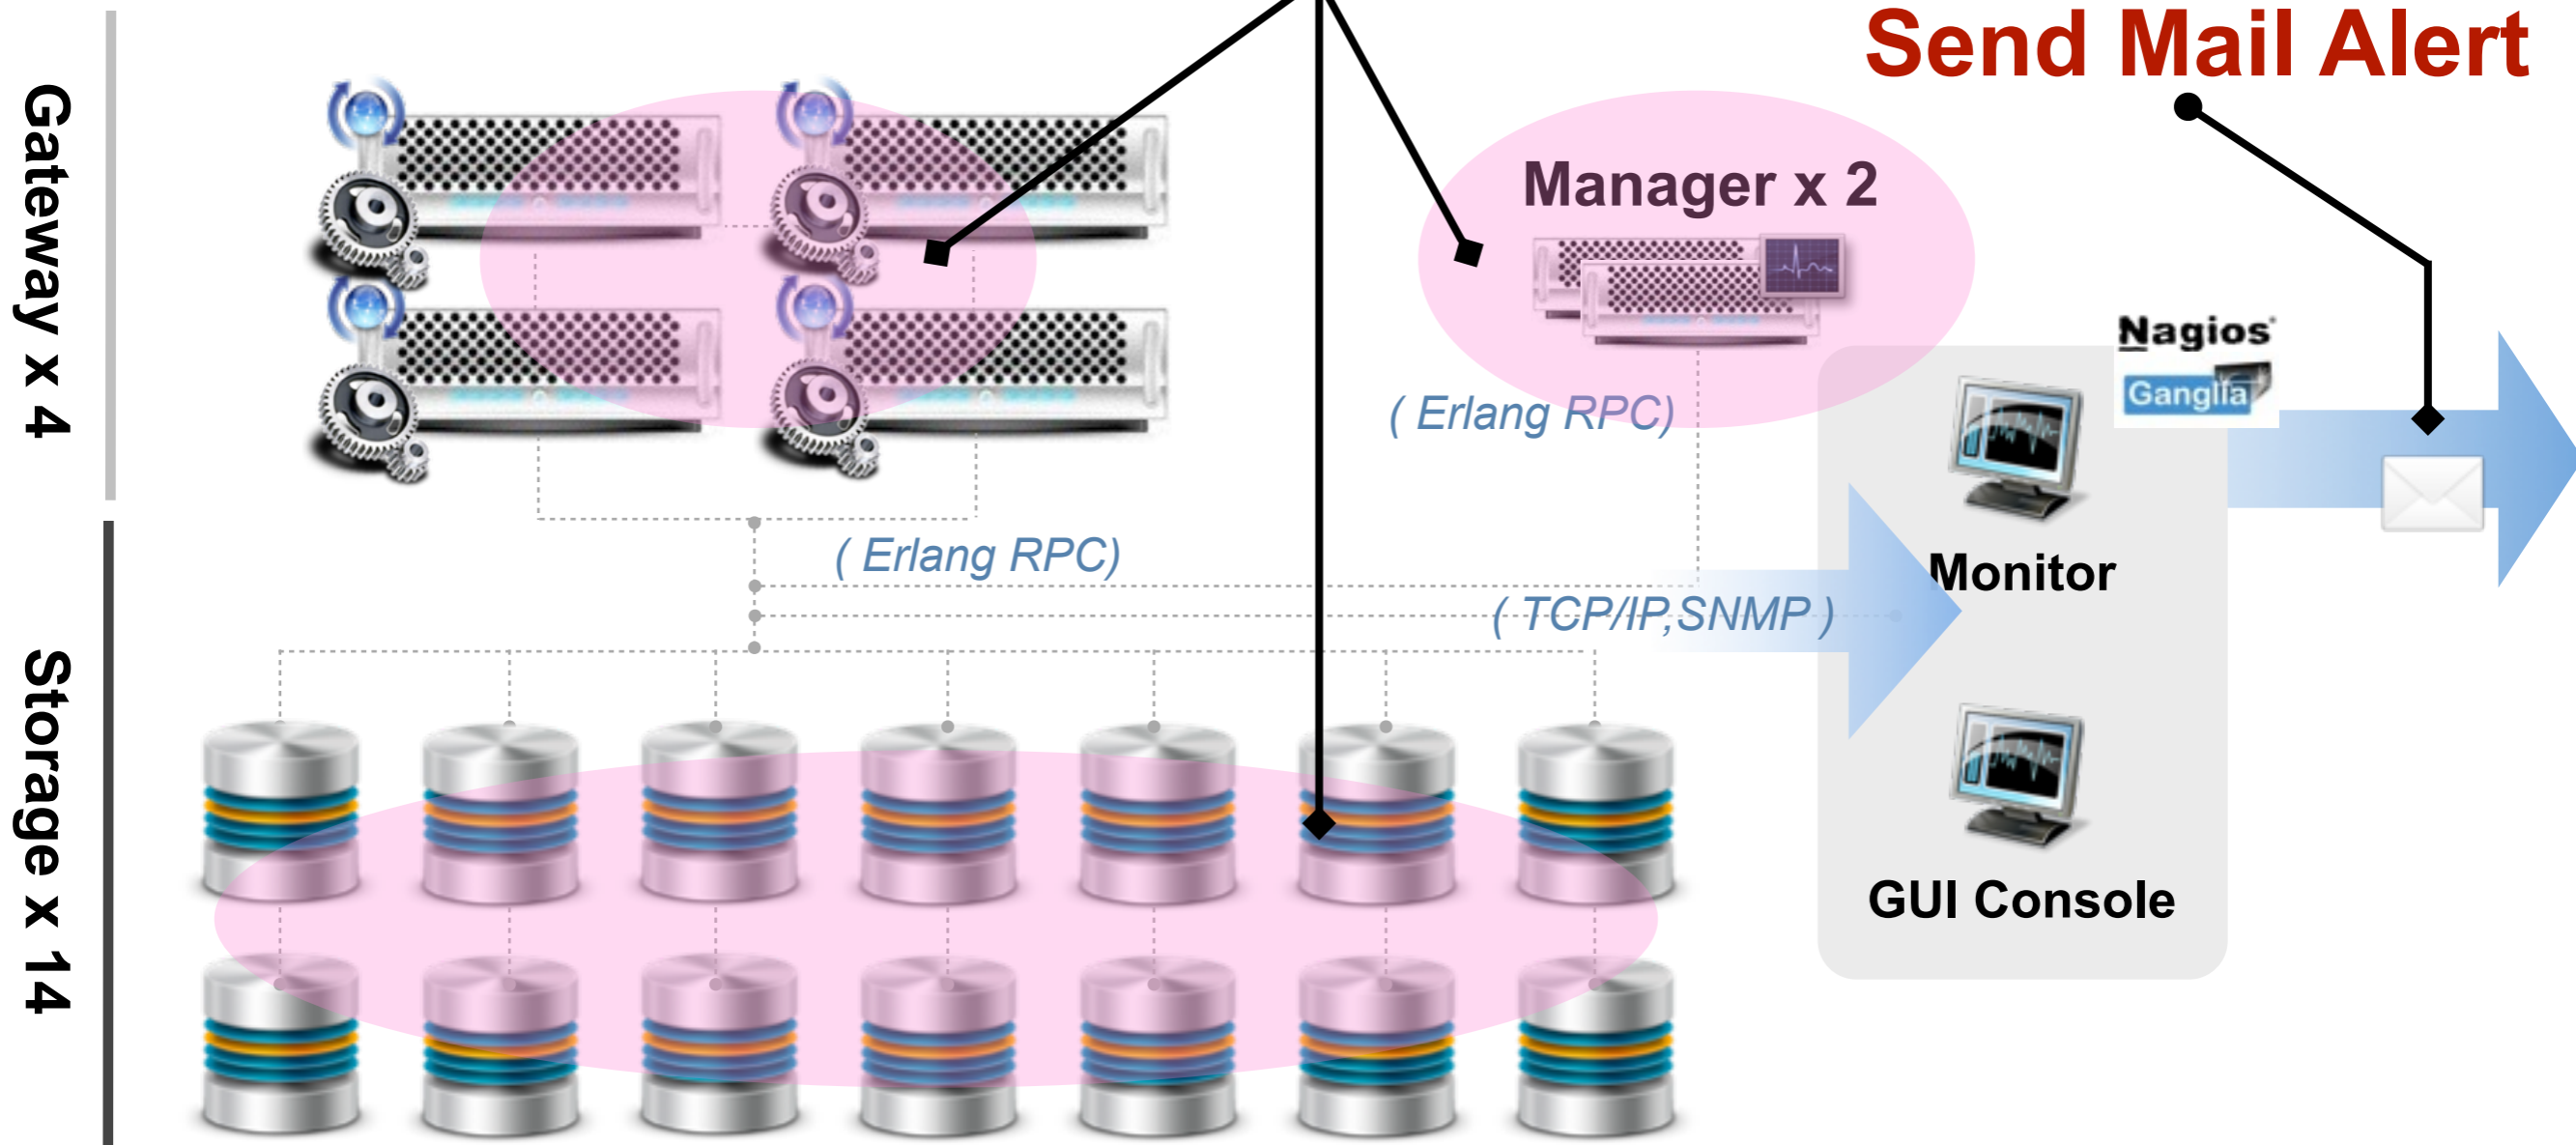 Send Mail Alert
Gateway x 4
Manager x 2
Nagios
Ganglia
( Erlang RPC)
( Erlang RPC)
Monitor
( TCP/IP,SNMP )
Storage x 14
GUI Console